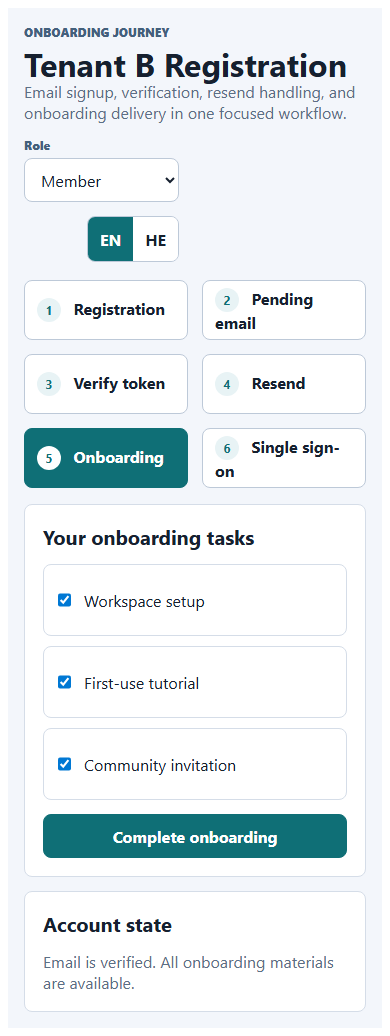 ONBOARDING JOURNEY
Tenant B Registration
Email signup, verification, resend handling, and
onboarding delivery in one focused workflow.
Role
Member
EN HE
1 Registration
2 Pending
email
3 Verify token
4 Resend
5 Onboarding
6 Single sign-
on
Your onboarding tasks
Workspace setup
First-use tutorial
Community invitation
Complete onboarding
Account state
Email is verified. All onboarding materials
are available.